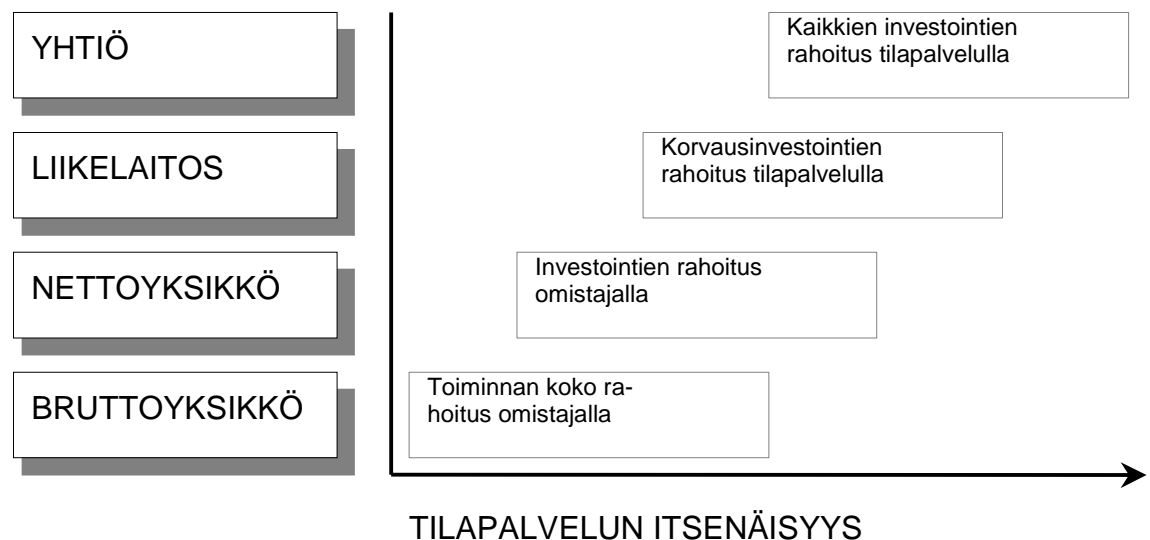 YHTIÖ
Kaikkien investointien
rahoitus tilapalvelulla
LIIKELAITOS
Korvausinvestointien
rahoitus tilapalvelulla
NETTOYKSIKKÖ
Investointien rahoitus
omistajalla
BRUTTOYKSIKKÖ
Toiminnan koko ra-
hoitus omistajalla
TILAPALVELUN ITSENÄISYYS